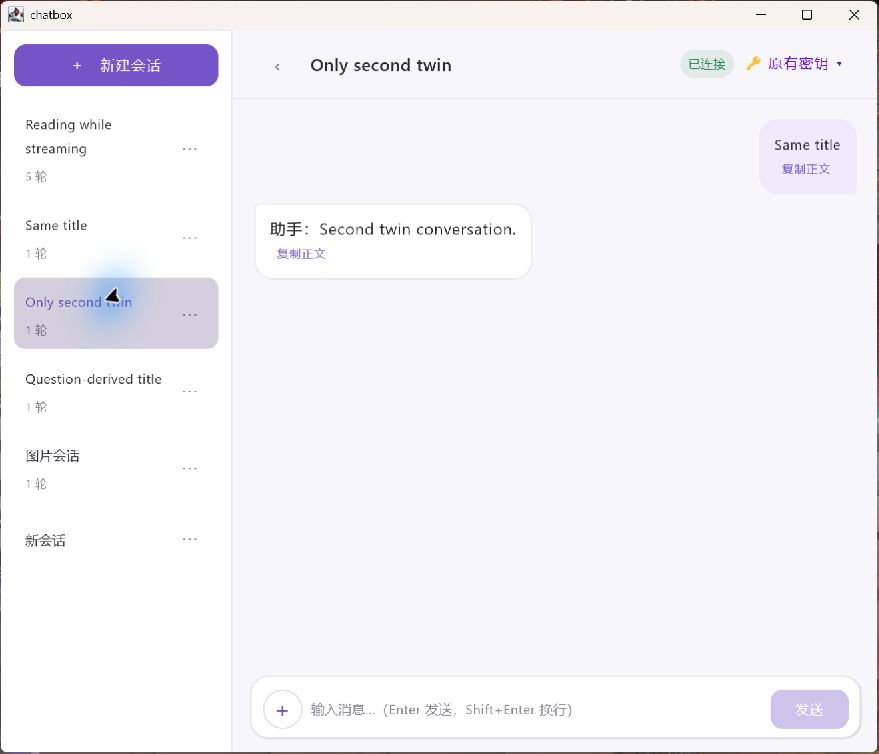 chatbox
+ 新建会话
Reading while
streaming
...
5 轮
Same title
...
1 轮
Only second twin
...
1 轮
Question-derived title
...
1 轮
图片会话
...
1 轮
新会话
...
‹ Only second twin
已连接
原有密钥 ▾
Same title
复制正文
助手：Second twin conversation.
复制正文
+
输入消息...（Enter 发送，Shift+Enter 换行）
发送